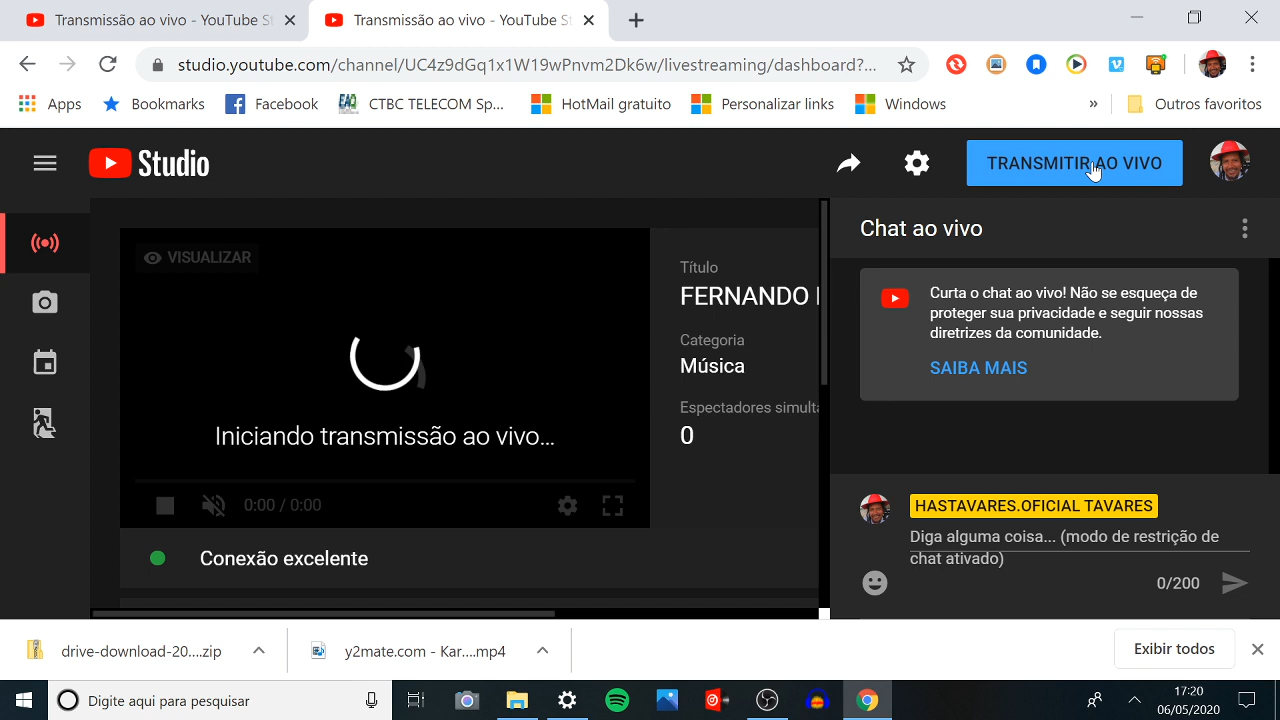 Transmissão ao vivo - YouTube S
Transmissão ao vivo - YouTube S
studio.youtube.com/channel/UC4z9dGq1x1W19wPnvm2Dk6w/livestreaming/dashboard?...
Apps
Bookmarks
Facebook
CTBC TELECOM Sp...
HotMail gratuito
Personalizar links
Windows
»
Outros favoritos
Studio
TRANSMITIR AO VIVO
VISUALIZAR
Iniciando transmissão ao vivo...
0:00 / 0:00
Conexão excelente
Título
FERNANDO
Categoria
Música
Espectadores simult
0
Chat ao vivo
Curta o chat ao vivo! Não se esqueça de
proteger sua privacidade e seguir nossas
diretrizes da comunidade.
SAIBA MAIS
HASTAVARES.OFICIAL TAVARES
Diga alguma coisa... (modo de restrição de
chat ativado)
0/200
drive-download-20....zip
y2mate.com - Kar....mp4
Exibir todos
Digite aqui para pesquisar
17:20
06/05/2020